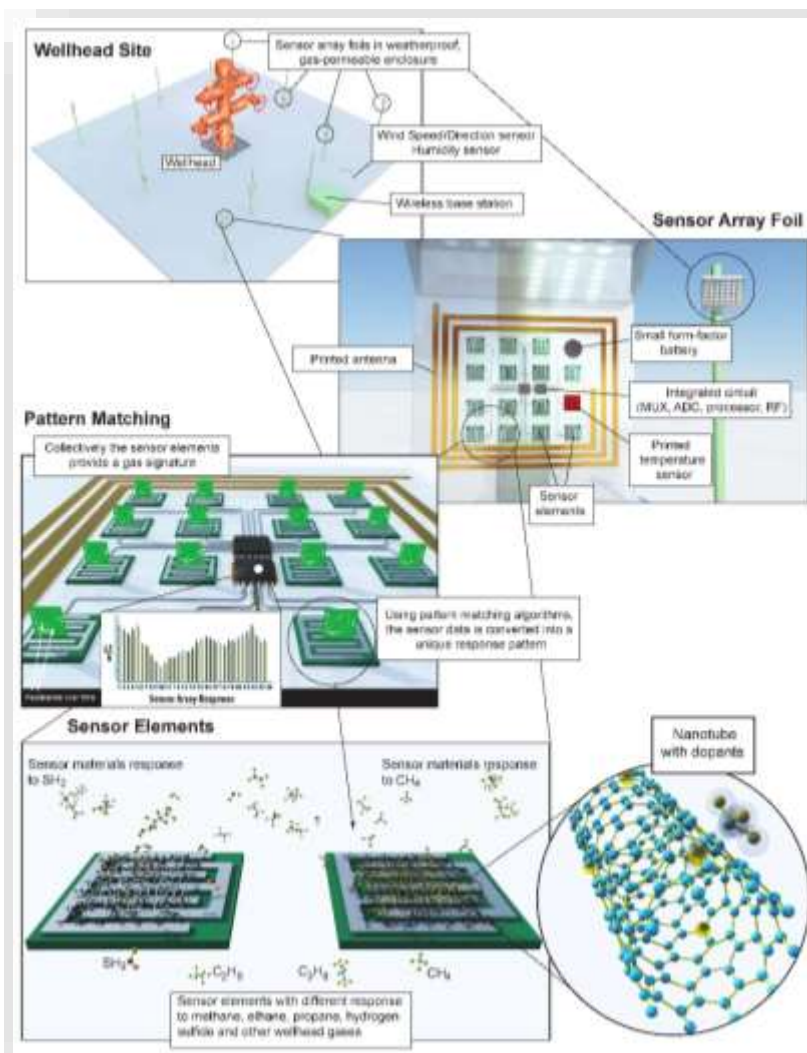 Wellhead Site
Sensor array foils in weatherproof,
gas-permeable enclosure
Wind Speed/Direction sensor
Humidity sensor
Wellhead
Wireless base station
Sensor Array Foil
Printed antenna
Small form-factor
battery
Integrated circuit
(MUX, ADC, processor, RF)
Printed
temperature
sensor
Sensor
elements
Pattern Matching
Collectively the sensor elements
provide a gas signature
Using pattern matching algorithms,
the sensor data is converted into a
unique response pattern
Sensor Array Response
Sensor Elements
Sensor materials response
to SH₂
Sensor materials response
to CH₄
Nanotube
with dopants
SH₂
C₂H₆
C₃H₈
CH₄
Sensor elements with different response
to methane, ethane, propane, hydrogen
sulfide and other wellhead gases